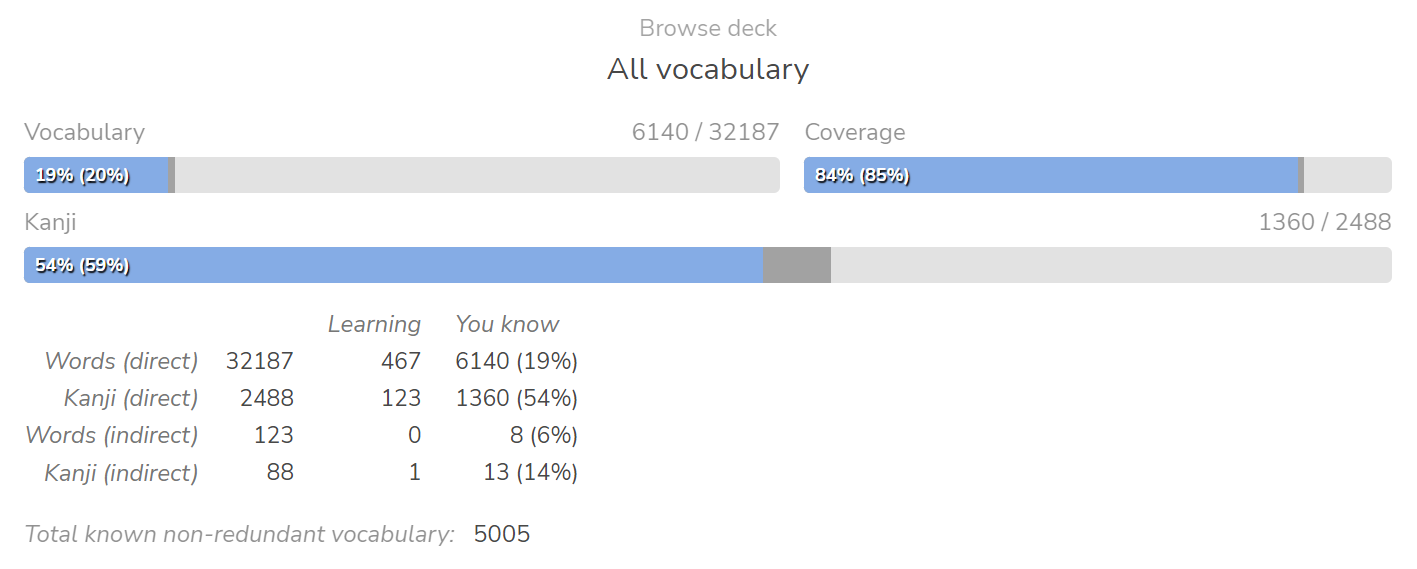 Browse deck
All vocabulary
Vocabulary 6140 / 32187 Coverage
19% (20%) 84% (85%)
Kanji 1360 / 2488
54% (59%)
Learning You know
Words (direct) 32187 467 6140 (19%)
Kanji (direct) 2488 123 1360 (54%)
Words (indirect) 123 0 8 (6%)
Kanji (indirect) 88 1 13 (14%)
Total known non-redundant vocabulary: 5005